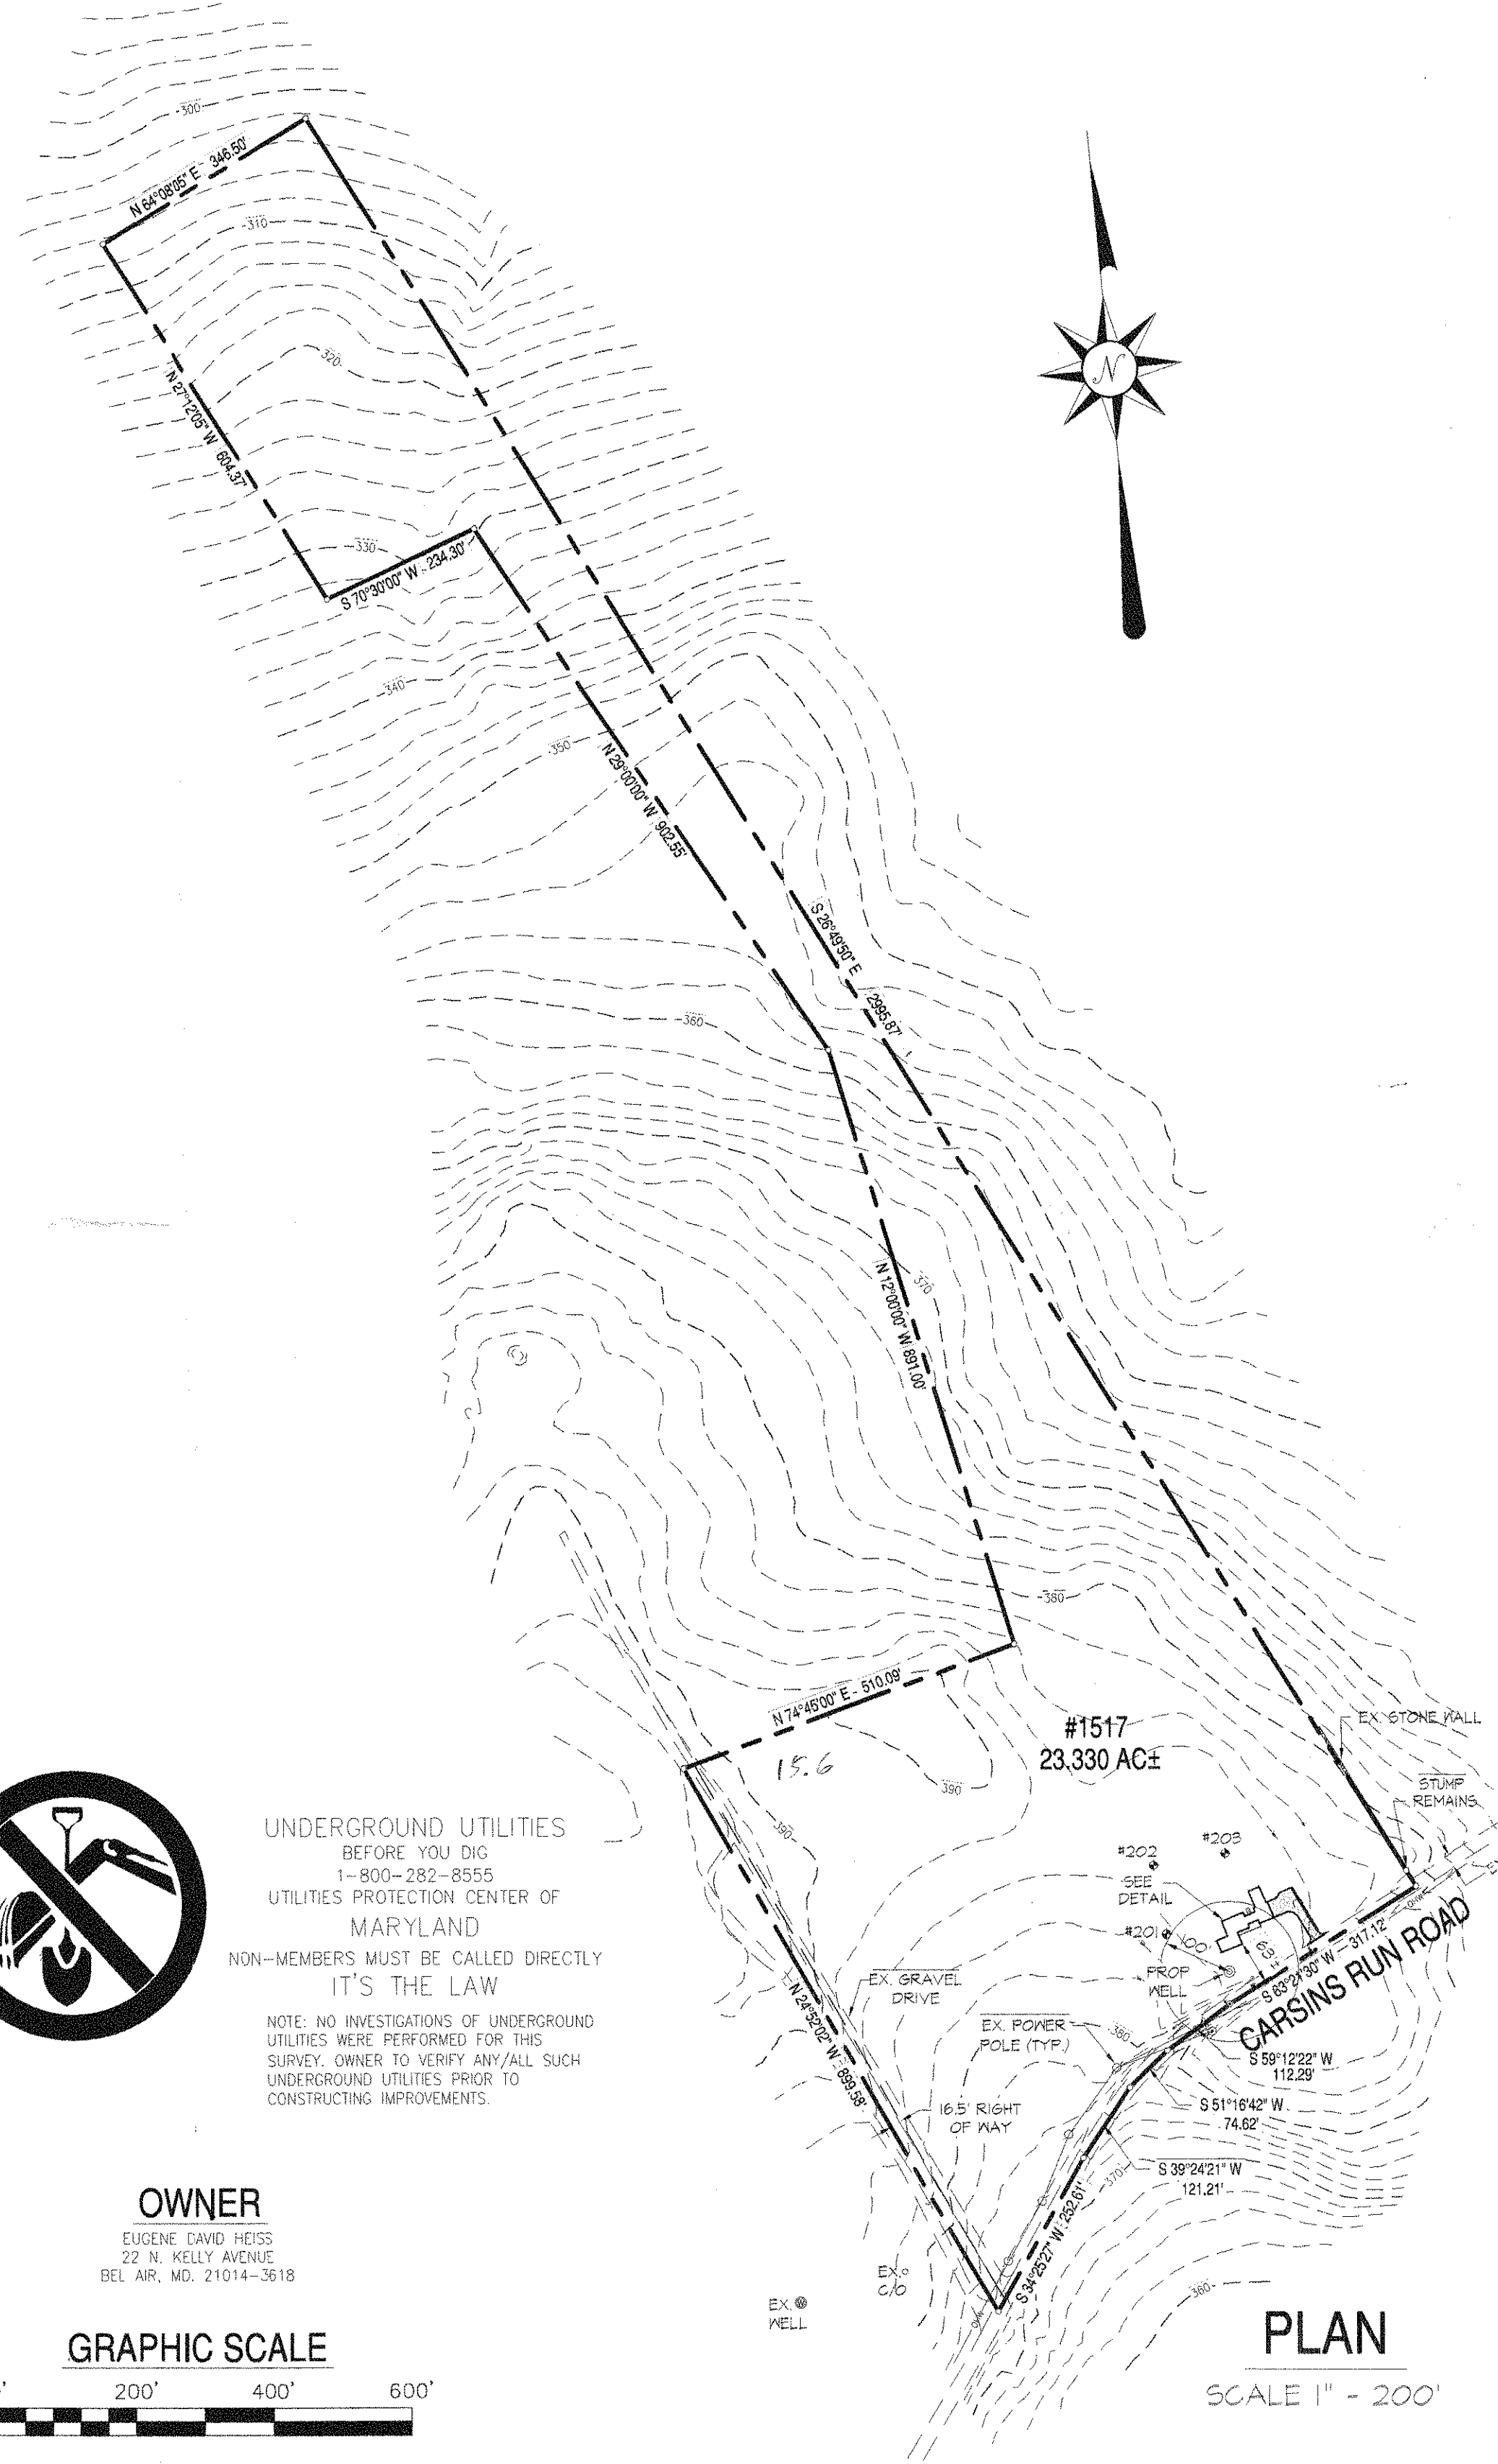 -300-
N 64°08'05" E - 346.50'
-310-
320
N 27°12'05" W 604.37'
-330-
S 70°30'00" W - 234.30'
-340-
-350-
N 29°00'00" W 902.55'
S 26°49'50" E 2995.87'
-360-
N
370
N 12°00'00" W 891.00'
-380-
N 74°45'00" E - 510.09'
15.6
390
390
#1517
23.330 AC±
EX. STONE WALL
STUMP
REMAINS
#203
#202
SEE
DETAIL
#201
100'
63'
PROP
WELL
S 63°21'30" W - 317.12'
CARSINS RUN ROAD
OHW
EX. GRAVEL
DRIVE
EX. POWER
POLE (TYP.)
380
S 59°12'22" W
112.29'
S 51°16'42" W
74.62'
S 39°24'21" W
121.21'
370
N 24°52'02" W - 899.58'
16.5' RIGHT
OF WAY
S 34°25'27" W 252.61'
OHW
EX.
C/O
EX.
WELL
-360-
UNDERGROUND UTILITIES
BEFORE YOU DIG
1-800-282-8555
UTILITIES PROTECTION CENTER OF
MARYLAND
NON-MEMBERS MUST BE CALLED DIRECTLY
IT'S THE LAW
NOTE: NO INVESTIGATIONS OF UNDERGROUND
UTILITIES WERE PERFORMED FOR THIS
SURVEY. OWNER TO VERIFY ANY/ALL SUCH
UNDERGROUND UTILITIES PRIOR TO
CONSTRUCTING IMPROVEMENTS.
OWNER
EUGENE DAVID HEISS
22 N. KELLY AVENUE
BEL AIR, MD. 21014-3618
GRAPHIC SCALE
200' 400' 600'
PLAN
SCALE 1" - 200'